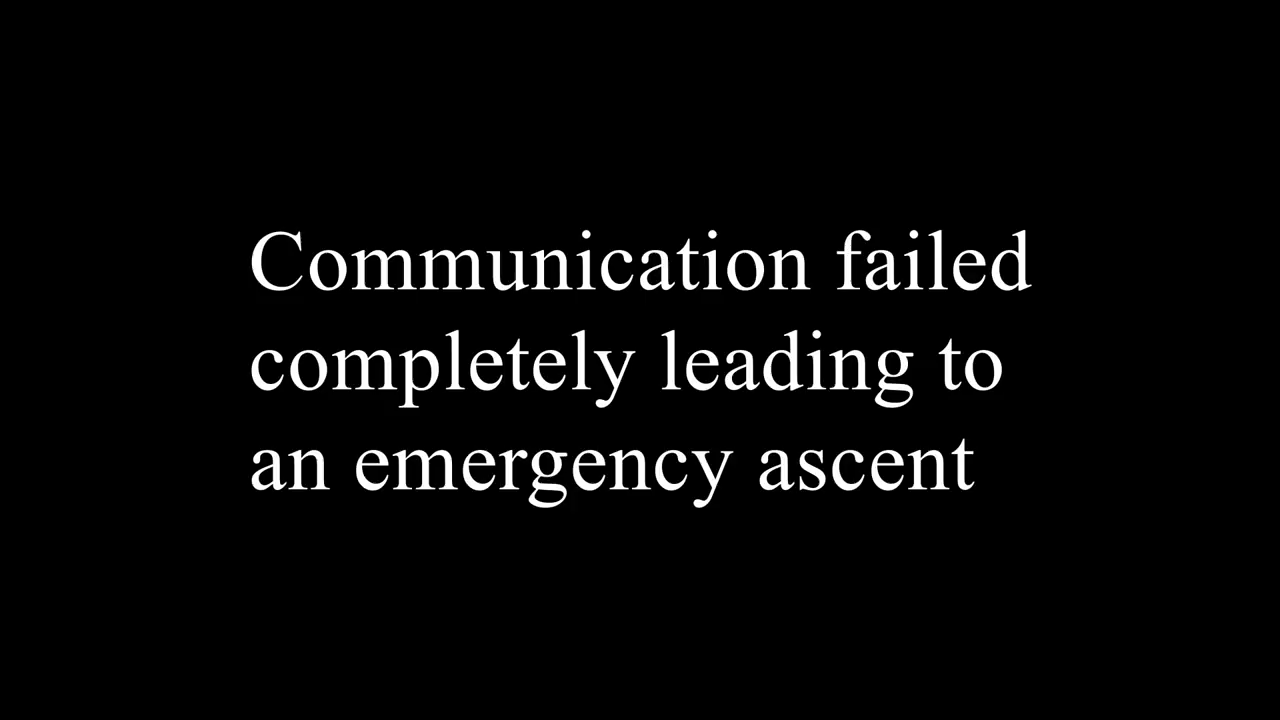 Communication failed
completely leading to
an emergency ascent